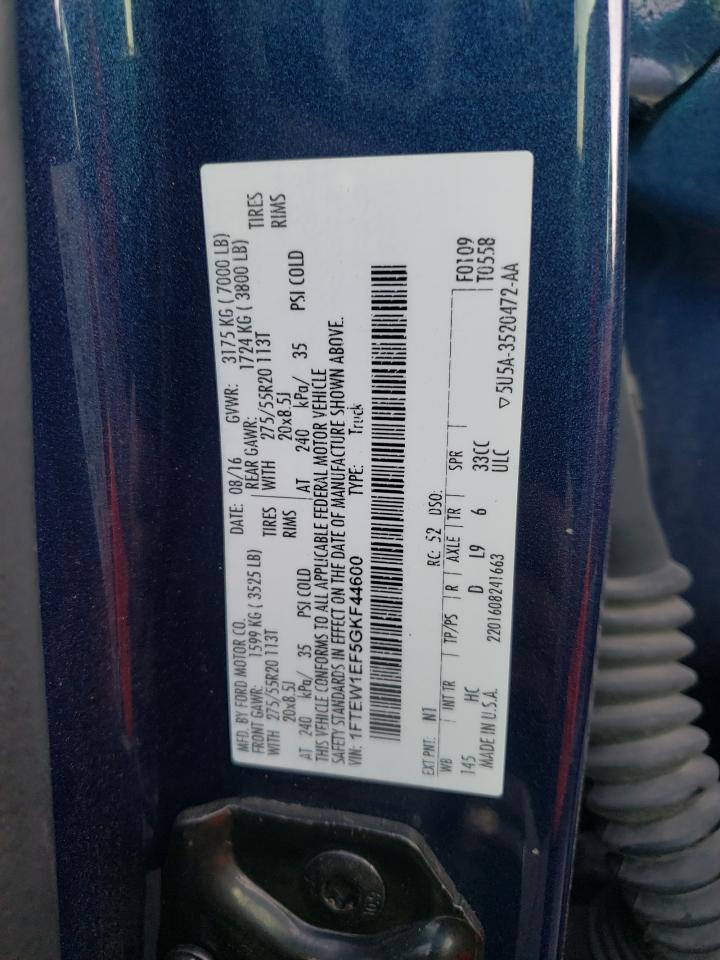 MFD. BY FORD MOTOR CO.
DATE: 08/16 GVWR: 3175 KG ( 7000 LB)
FRONT GAWR: 1599 KG ( 3525 LB)
REAR GAWR: 1724 KG ( 3800 LB)
WITH 275/55R20 113T TIRES
WITH 275/55R20 113T TIRES
20x8.5J RIMS
20x8.5J RIMS
AT 240 kPa/ 35 PSI COLD
AT 240 kPa/ 35 PSI COLD
THIS VEHICLE CONFORMS TO ALL APPLICABLE FEDERAL MOTOR VEHICLE
SAFETY STANDARDS IN EFFECT ON THE DATE OF MANUFACTURE SHOWN ABOVE.
VIN: 1FTEW1EF5GKF44600 TYPE: Truck
EXT PNT: N1 RC: 52 DSO: F0109
T0558
WB INT TR TP/PS R AXLE TR SPR
145 HC D L9 6 33CC
MADE IN U.S.A. 2201608241663 ULC ▽5U5A-3520472-AA